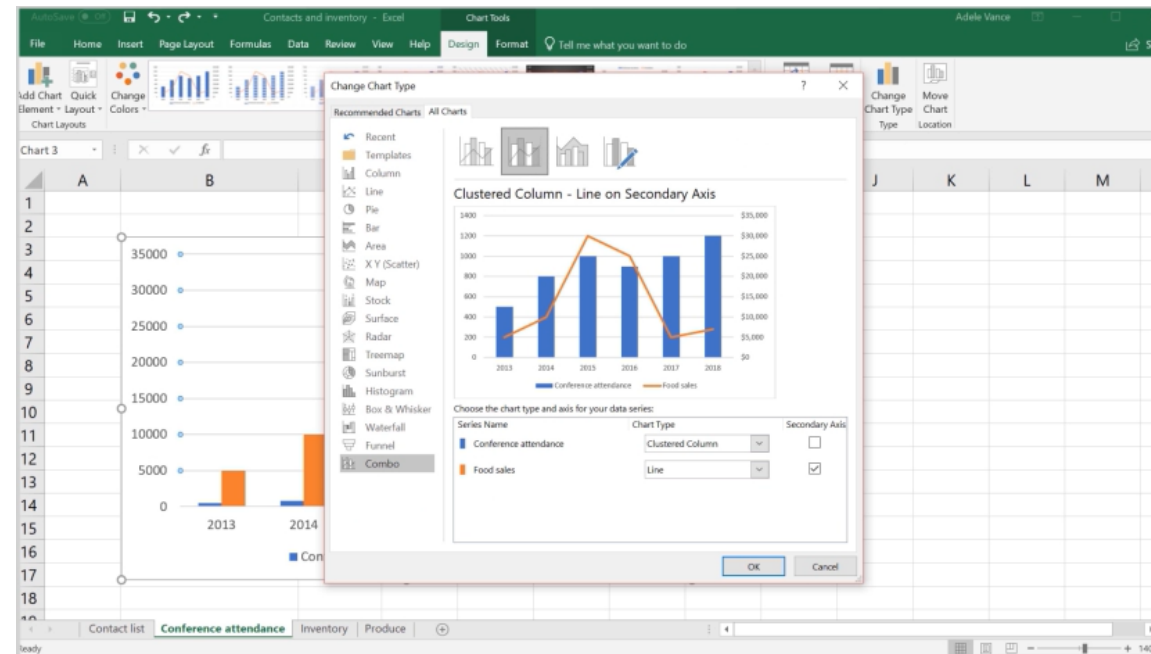 AutoSave Off Contacts and inventory - Excel Chart Tools Adele Vance
File Home Insert Page Layout Formulas Data Review View Help Design Format Tell me what you want to do
Chart Quick Change Change Move
Element Layout Colors Chart Type Chart
Chart Layouts Type Location
Change Chart Type ?
Recommended Charts All Charts
Chart 3 fx
A B J K L M
1
2
3
4
5
6
7
8
9
10
11
12
13
14
15
16
17
18
35000
30000
25000
20000
15000
10000
5000
0
2013 2014
Con
Recent
Templates
Column
Line
Pie
Bar
Area
X Y (Scatter)
Map
Stock
Surface
Radar
Treemap
Sunburst
Histogram
Box & Whisker
Waterfall
Funnel
Combo
Clustered Column - Line on Secondary Axis
1400 $35,000
1200 $30,000
1000 $25,000
800 $20,000
600 $15,000
400 $10,000
200 $5,000
0 $0
2013 2014 2015 2016 2017 2018
Conference attendance Food sales
Choose the chart type and axis for your data series:
Series Name Chart Type Secondary Axis
Conference attendance Clustered Column
Food sales Line
OK Cancel
Contact list Conference attendance Inventory Produce